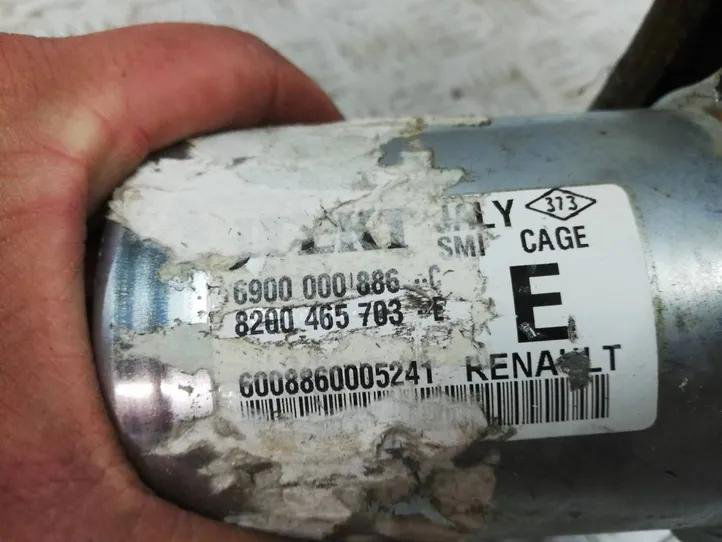 373
SMI CAGE
6900 000 886 -C
8200 465 703 -E
E
6008860005241 RENAULT